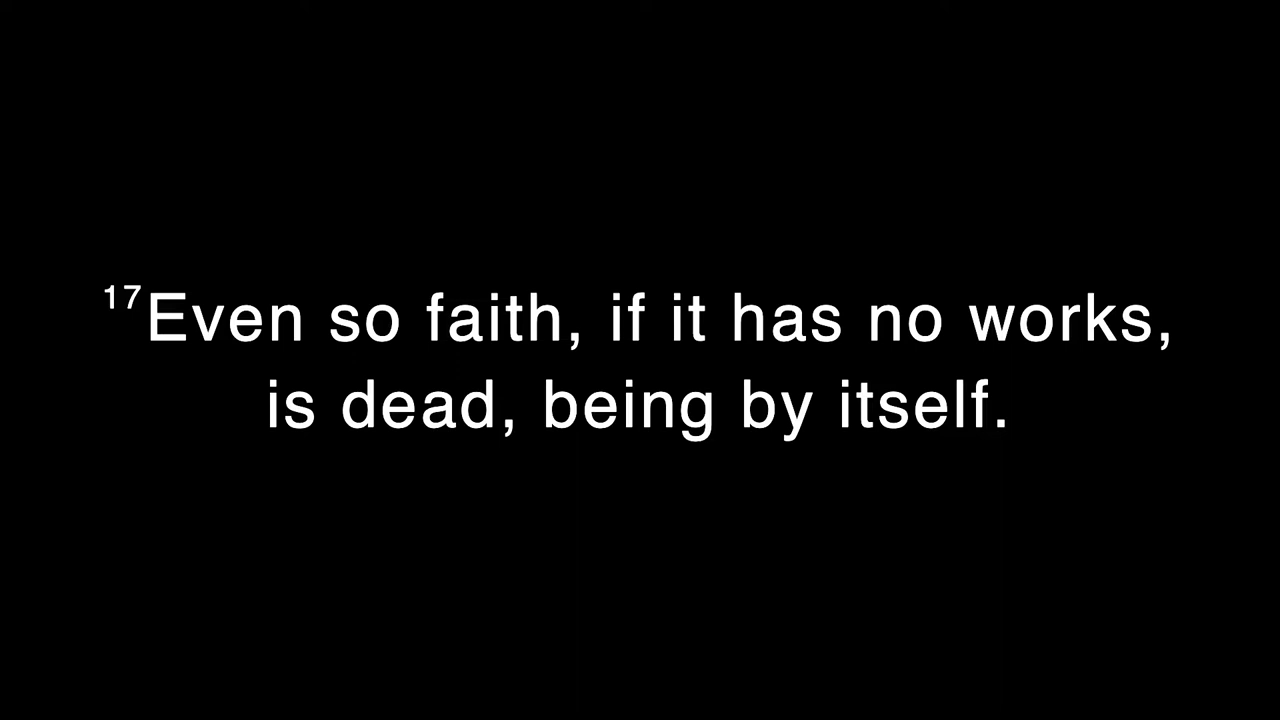 17Even so faith, if it has no works,
is dead, being by itself.